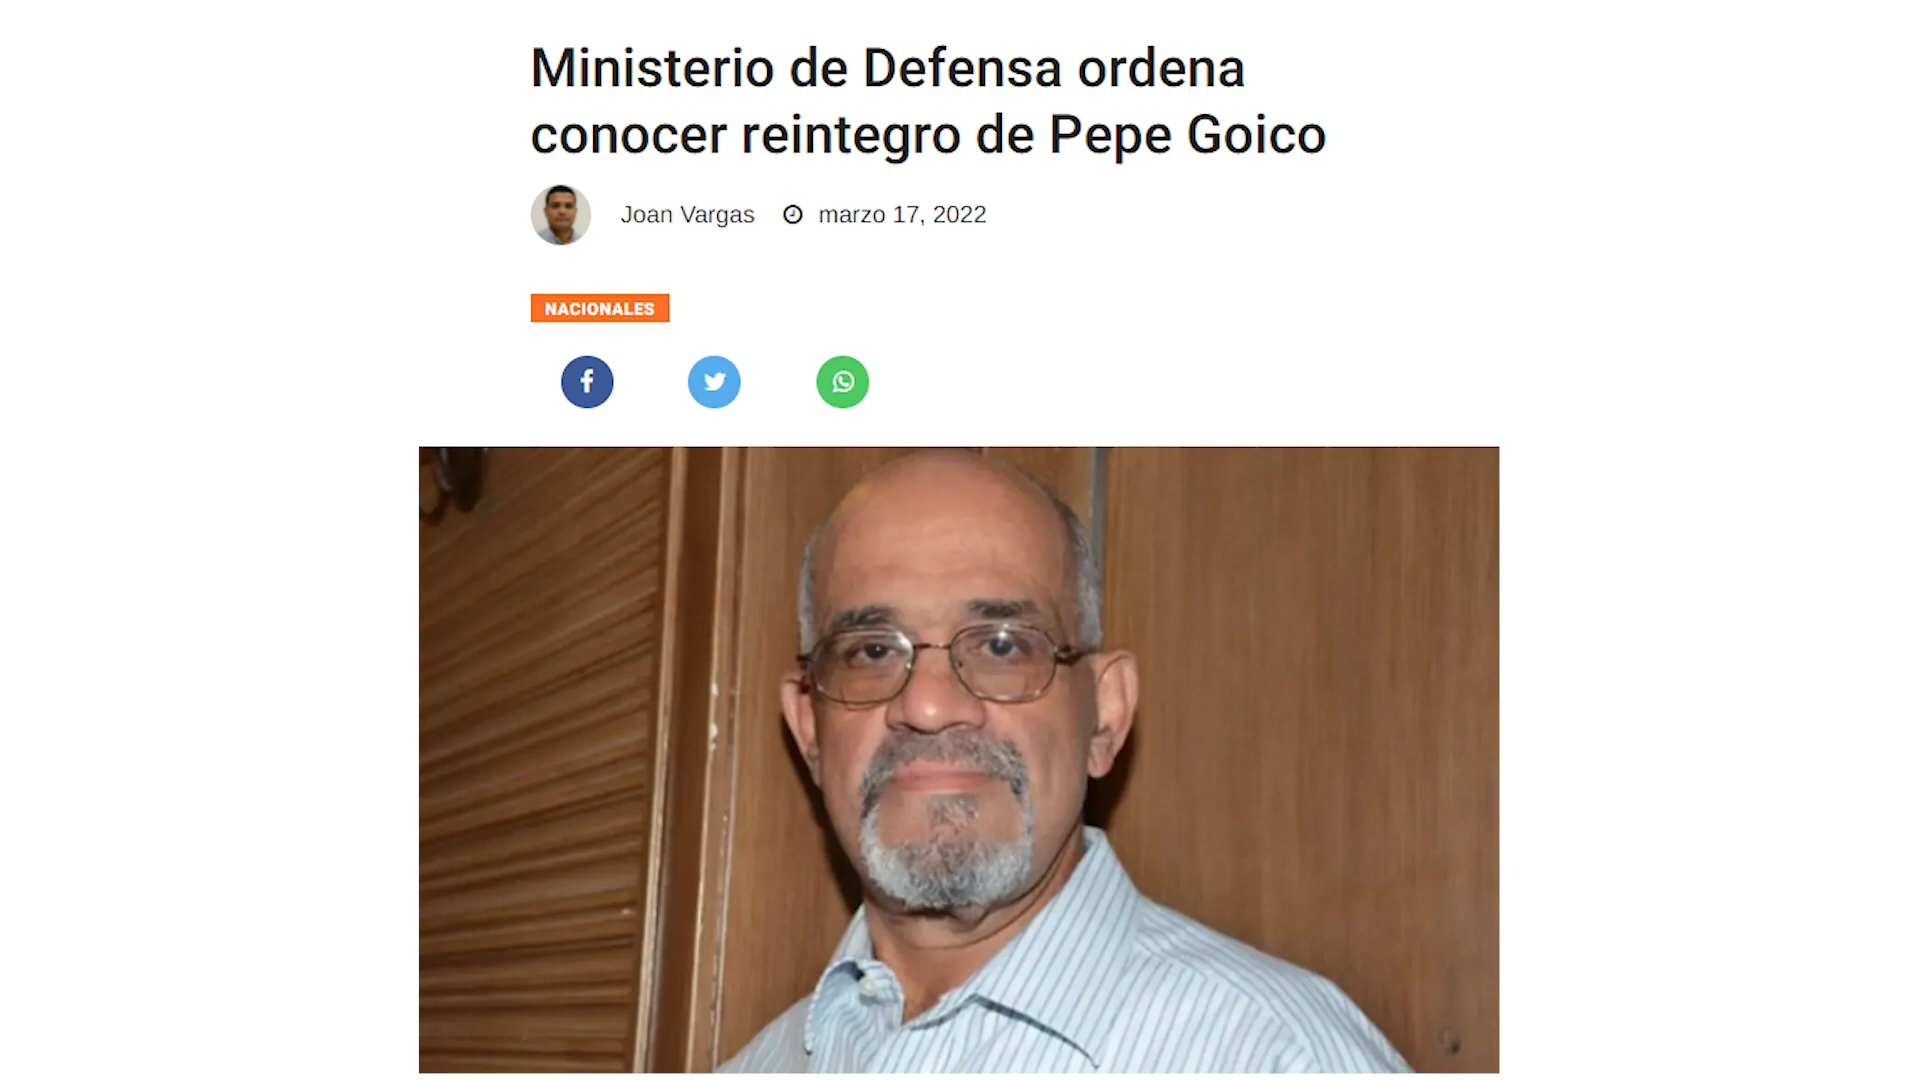 Ministerio de Defensa ordena
conocer reintegro de Pepe Goico
Joan Vargas marzo 17, 2022
NACIONALES